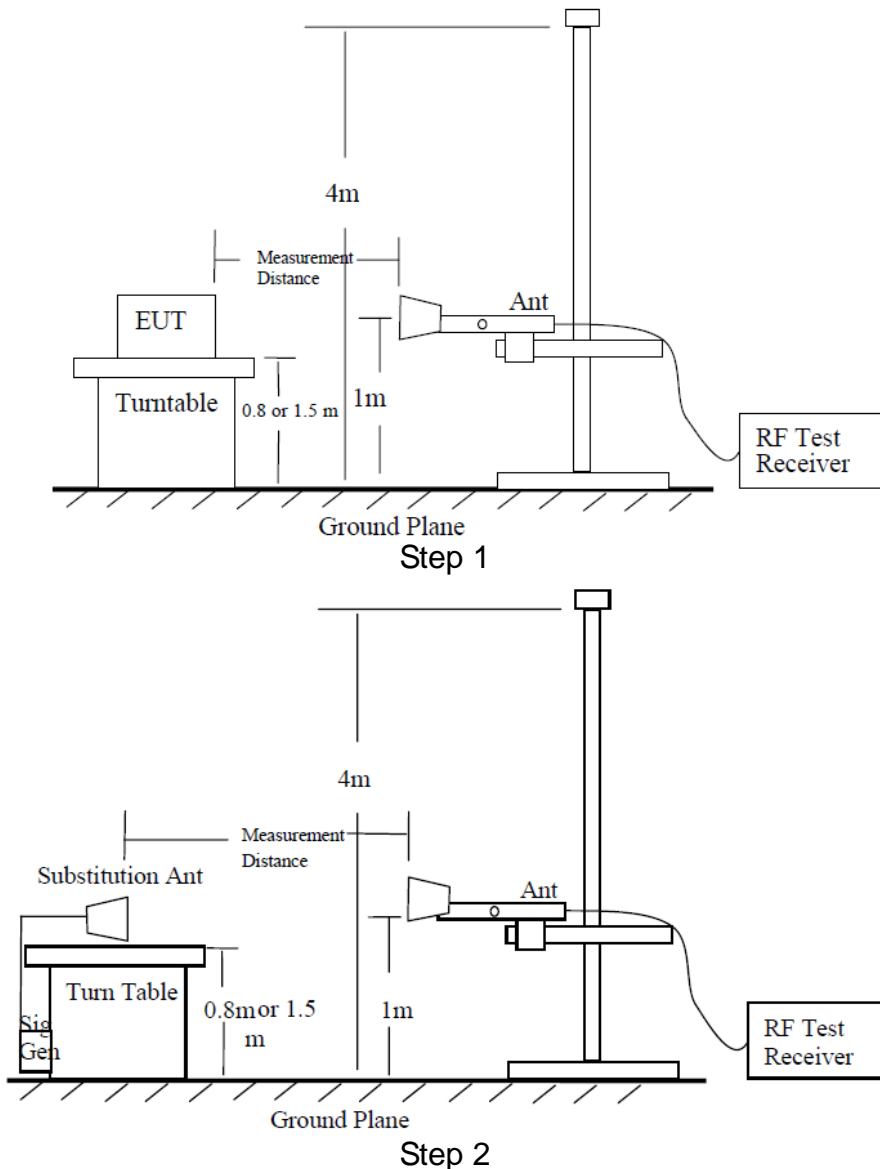 4m
Measurement
Distance
Ant
EUT
1m
Turntable
0.8 or 1.5 m
RF Test
Receiver
Ground Plane
Step 1
4m
Measurement
Distance
Substitution Ant
Ant
Turn Table
0.8m or 1.5
m
1m
Sig
Gen
RF Test
Receiver
Ground Plane
Step 2